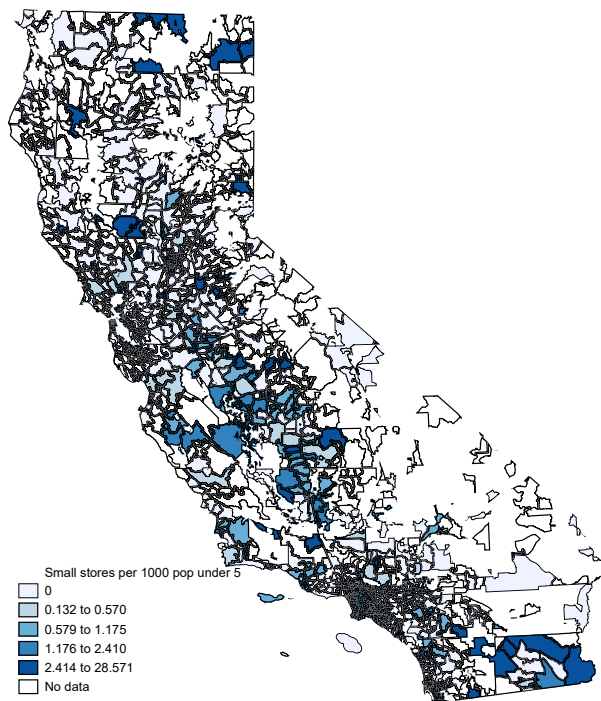 Small stores per 1000 pop under 5
0
0.132 to 0.570
0.579 to 1.175
1.176 to 2.410
2.414 to 28.571
No data